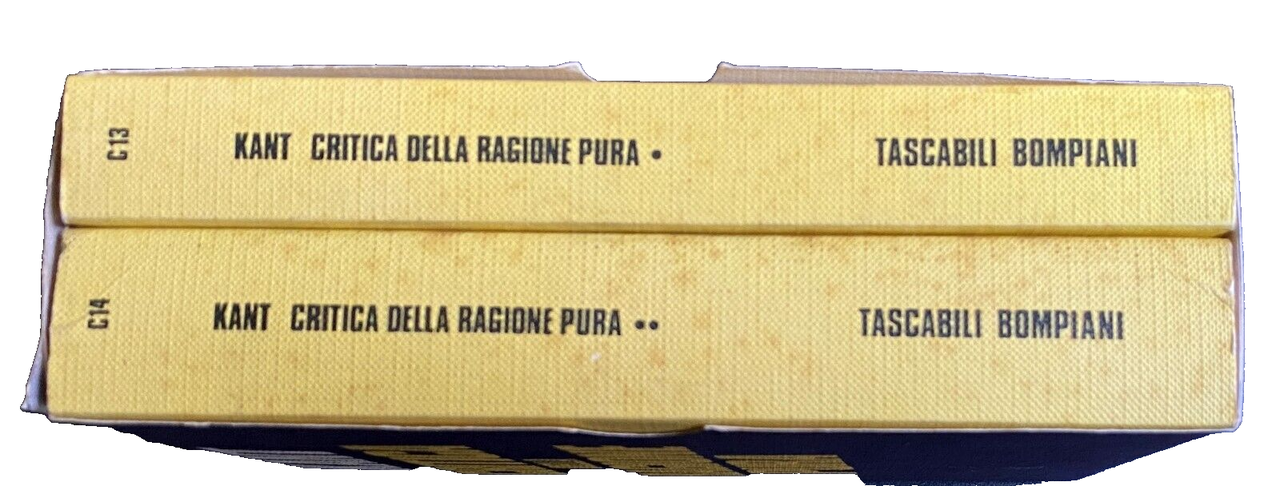 C13 KANT CRITICA DELLA RAGIONE PURA • TASCABILI BOMPIANI
C14 KANT CRITICA DELLA RAGIONE PURA •• TASCABILI BOMPIANI